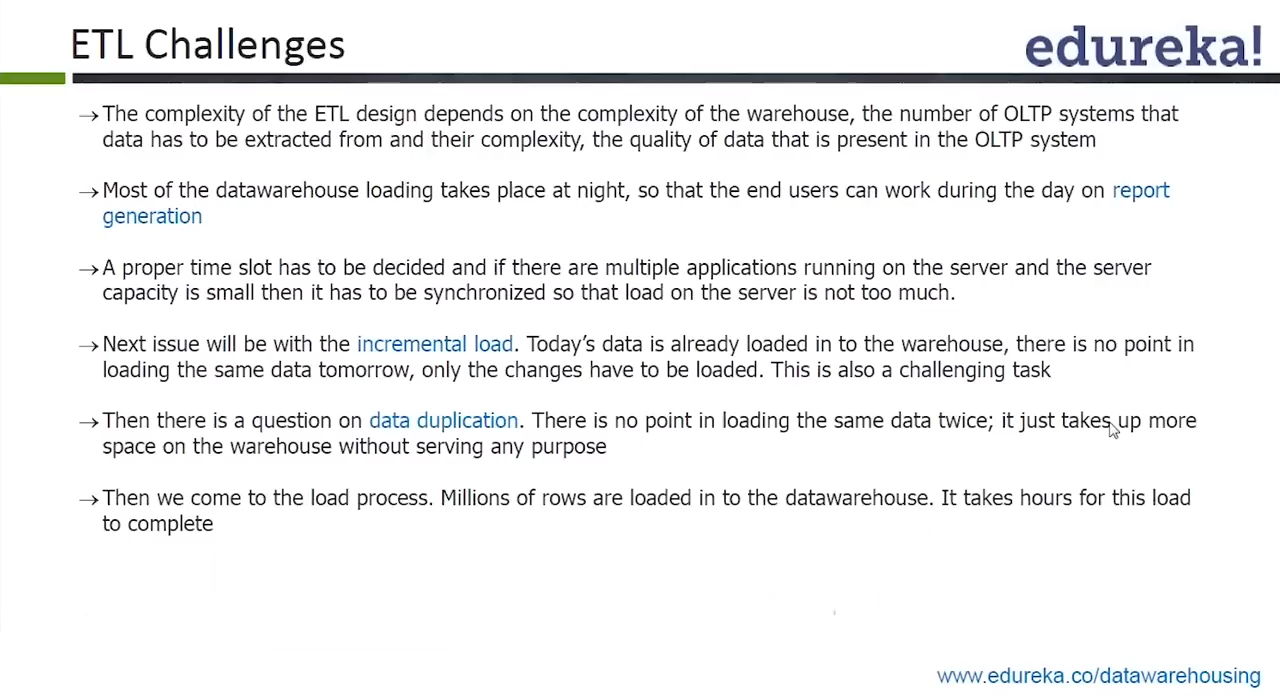 ETL Challenges
edureka!
→The complexity of the ETL design depends on the complexity of the warehouse, the number of OLTP systems that
data has to be extracted from and their complexity, the quality of data that is present in the OLTP system
→Most of the datawarehouse loading takes place at night, so that the end users can work during the day on report
generation
→A proper time slot has to be decided and if there are multiple applications running on the server and the server
capacity is small then it has to be synchronized so that load on the server is not too much.
→Next issue will be with the incremental load. Today’s data is already loaded in to the warehouse, there is no point in
loading the same data tomorrow, only the changes have to be loaded. This is also a challenging task
→Then there is a question on data duplication. There is no point in loading the same data twice; it just takes up more
space on the warehouse without serving any purpose
→Then we come to the load process. Millions of rows are loaded in to the datawarehouse. It takes hours for this load
to complete
www.edureka.co/datawarehousing